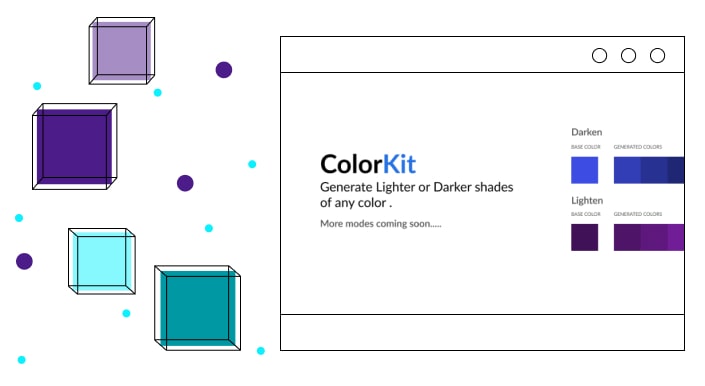 ColorKit
Generate Lighter or Darker shades
of any color .
More modes coming soon.....
Darken
BASE COLOR GENERATED COLORS
Lighten
BASE COLOR GENERATED COLORS